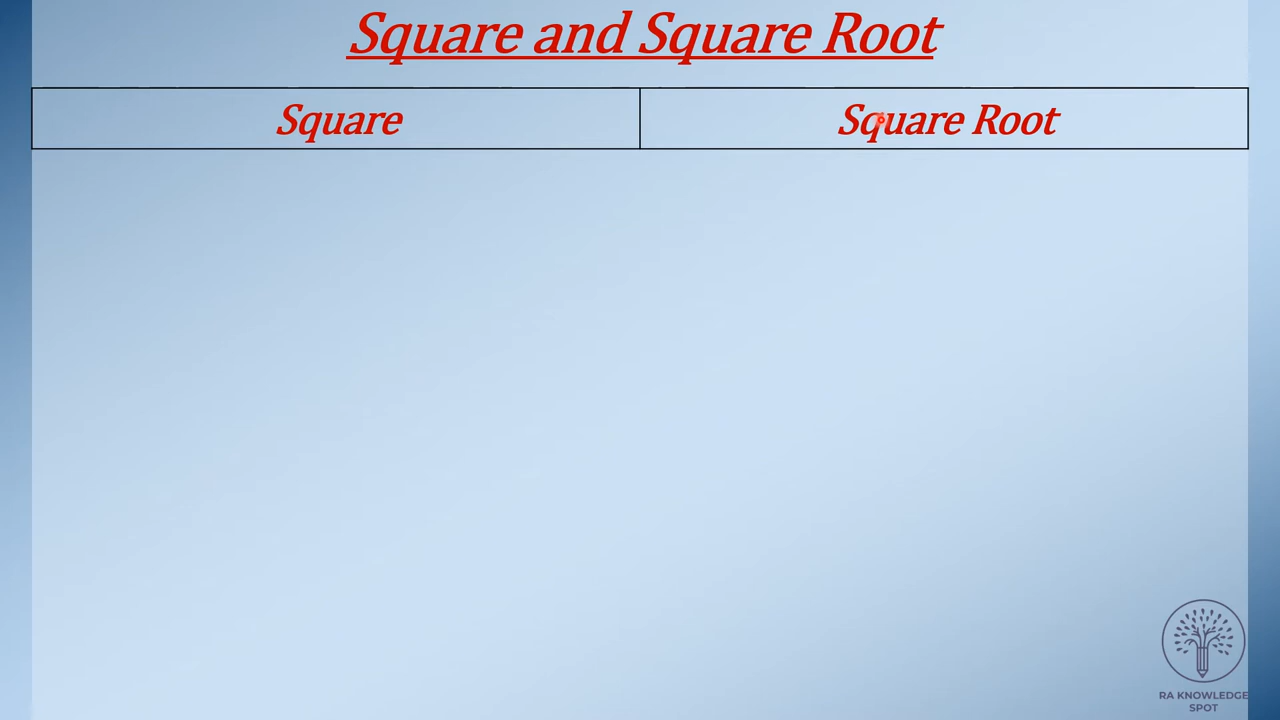 Square and Square Root
Square
Square Root
RA KNOWLEDGE
SPOT